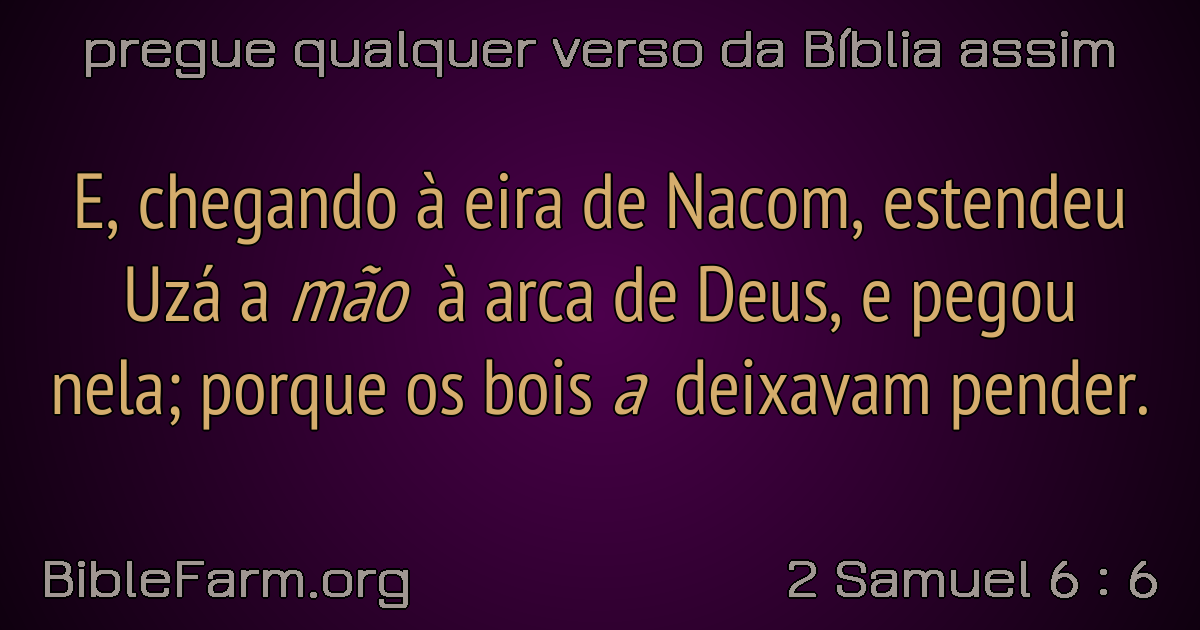 pregue qualquer verso da Bíblia assim
E, chegando à eira de Nacom, estendeu
Uzá a mão à arca de Deus, e pegou
nela; porque os bois a deixavam pender.
BibleFarm.org
2 Samuel 6 : 6